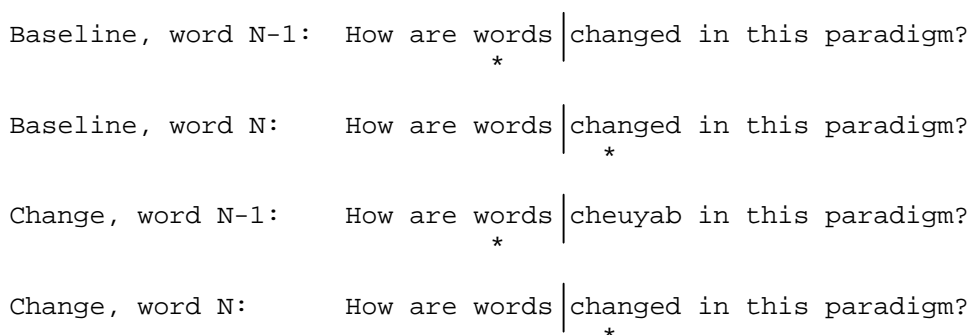 Baseline, word N-1: How are words|changed in this paradigm?
*
Baseline, word N: How are words|changed in this paradigm?
*
Change, word N-1: How are words|cheuyab in this paradigm?
*
Change, word N: How are words|changed in this paradigm?
*